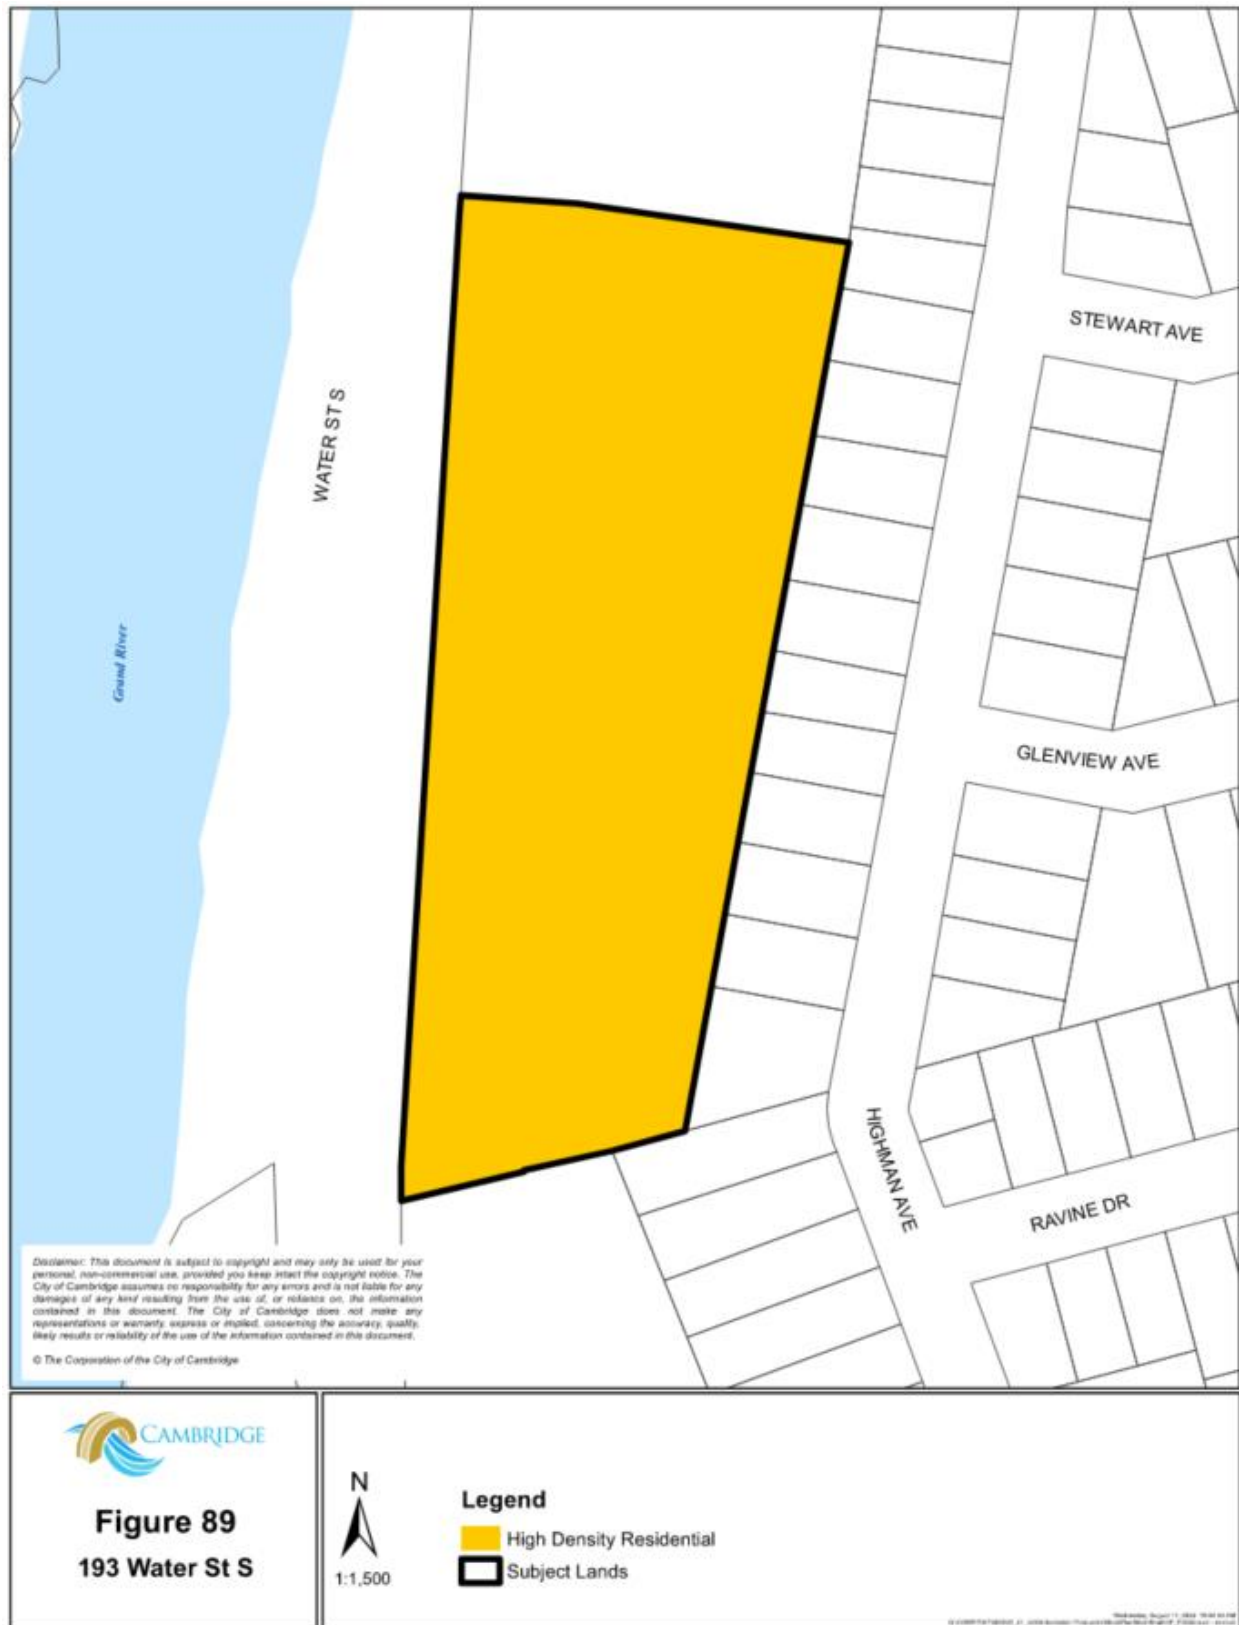 STEWART AVE
WATER ST S
Grand River
GLENVIEW AVE
HIGHMAN AVE
RAVINE DR
Disclaimer: This document is subject to copyright and may only be used for your
personal, non-commercial use, provided you keep intact the copyright notice. The
City of Cambridge assumes no responsibility for any errors and is not liable for any
damages of any kind resulting from the use of, or reliance on, the information
contained in this document. The City of Cambridge does not make any
representations or warranty, express or implied, concerning the accuracy, quality,
likely results or reliability of the use of the information contained in this document.
© The Corporation of the City of Cambridge
CAMBRIDGE
Figure 89
193 Water St S
N
1:1,500
Legend
High Density Residential
Subject Lands